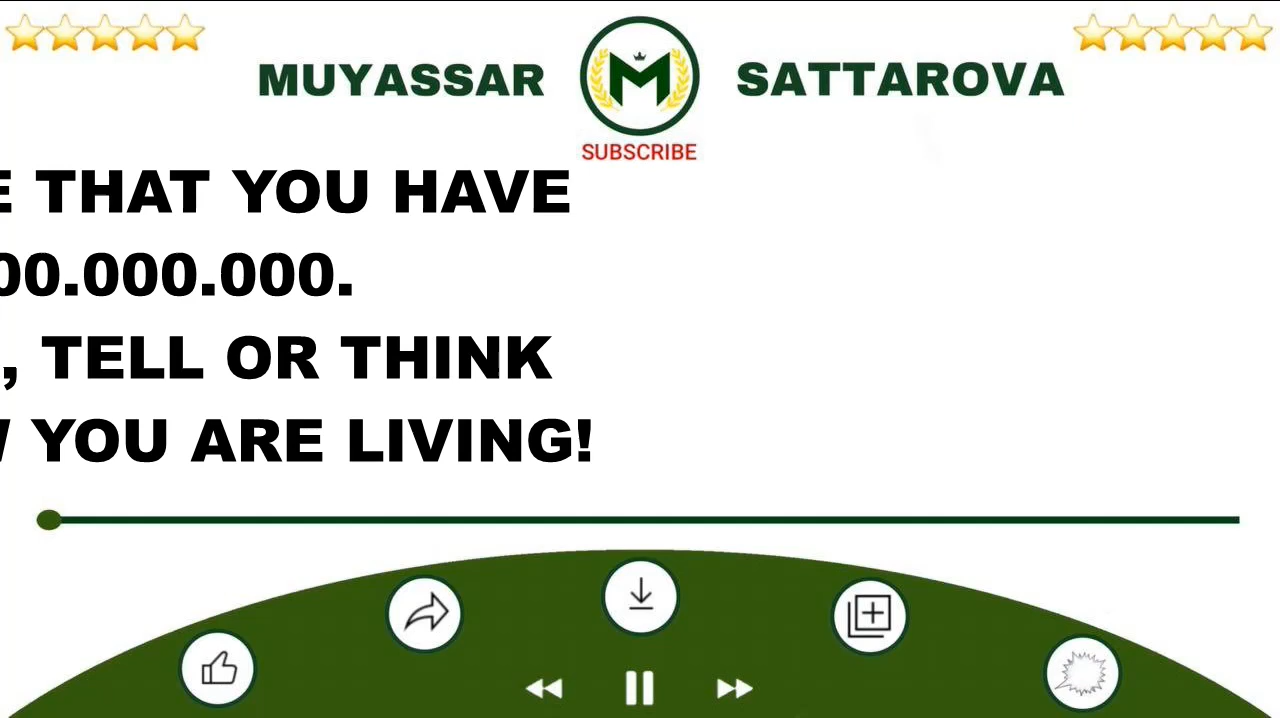 MUYASSAR M SATTAROVA
SUBSCRIBE
E THAT YOU HAVE
00.000.000.
, TELL OR THINK
YOU ARE LIVING!